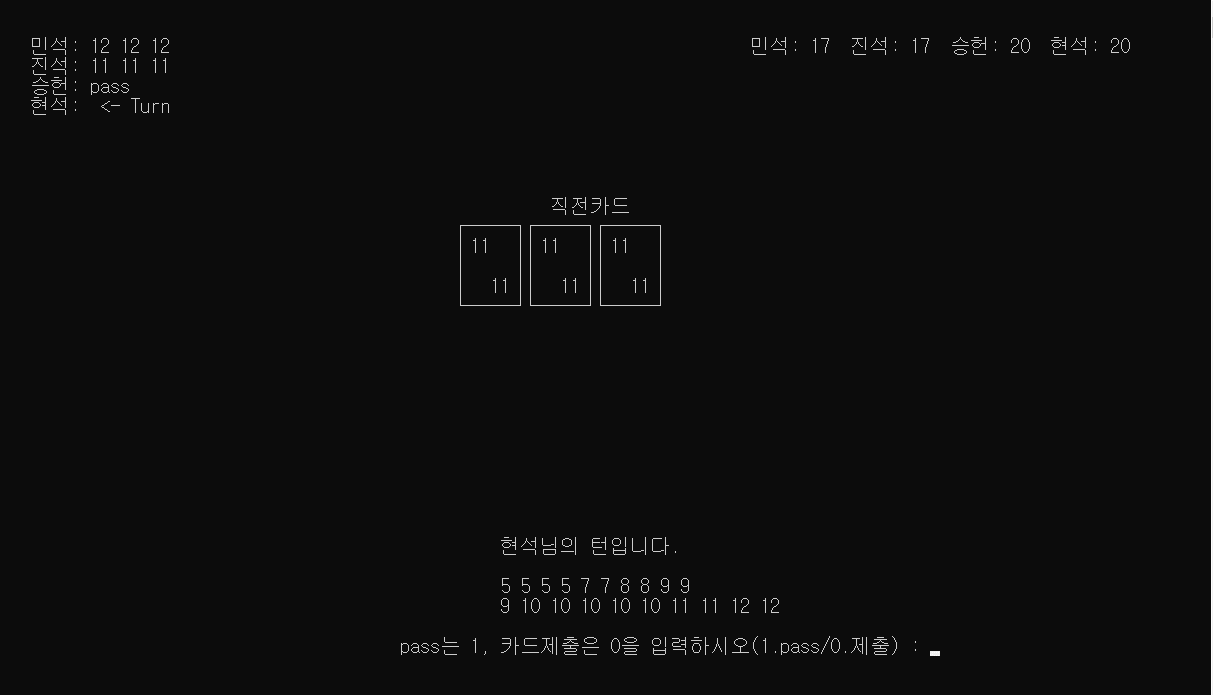 민석: 12 12 12
진석: 11 11 11
승헌: pass
현석:  <- Turn
민석: 17  진석: 17  승헌: 20  현석: 20
직전카드
11 11 11
11 11 11
현석님의 턴입니다.
5 5 5 5 7 7 8 8 9 9
9 10 10 10 10 10 11 11 12 12
pass는 1, 카드제출은 0을 입력하시오(1.pass/0.제출) :